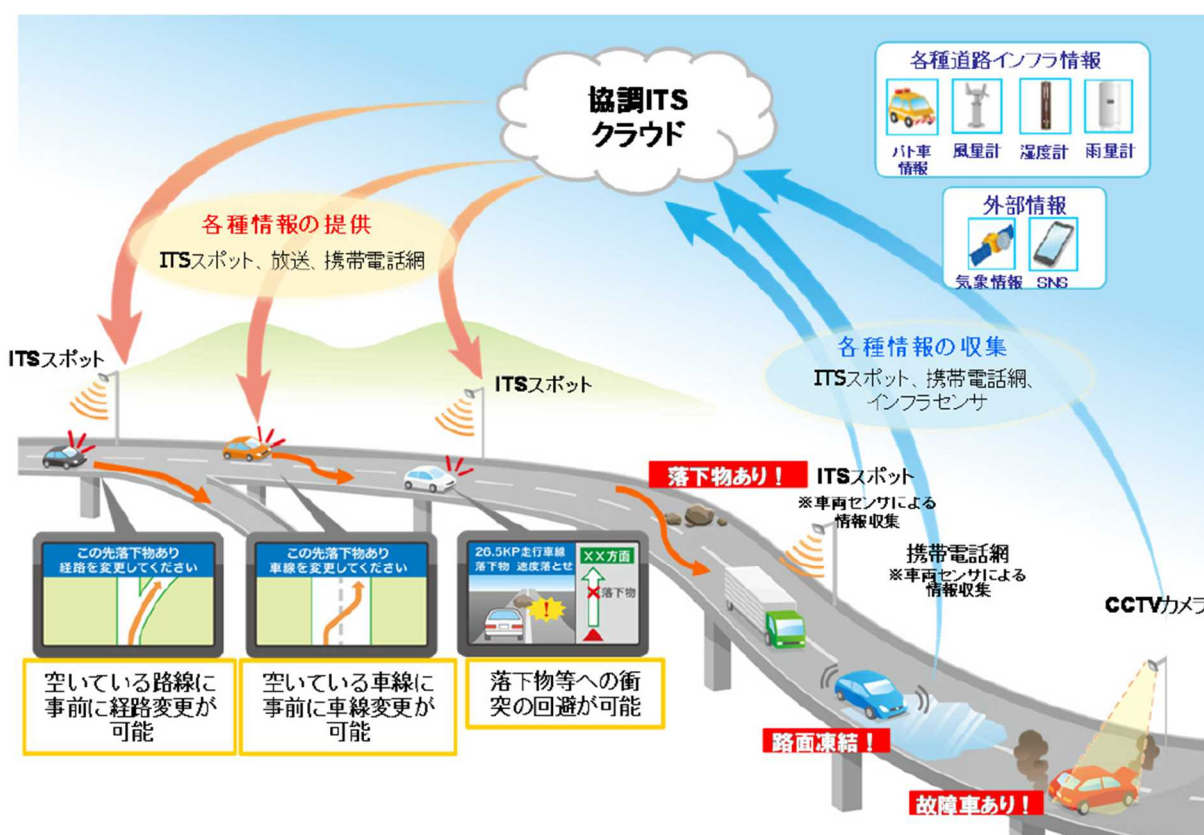 協調ITS
クラウド
各種道路インフラ情報
パト車
情報
風量計
湿度計
雨量計
外部情報
気象情報
SNS
各種情報の提供
ITSスポット、放送、携帯電話網
各種情報の収集
ITSスポット、携帯電話網、
インフラセンサ
ITSスポット
ITSスポット
落下物あり！
ITSスポット
※車両センサによる
情報収集
携帯電話網
※車両センサによる
情報収集
CCTVカメラ
この先落下物あり
経路を変更してください
この先落下物あり
車線を変更してください
26.5KP走行車線
落下物 速度落とせ
××方面
落下物
!
空いている路線に
事前に経路変更が
可能
空いている車線に
事前に車線変更が
可能
落下物等への衝
突の回避が可能
路面凍結！
故障車あり！